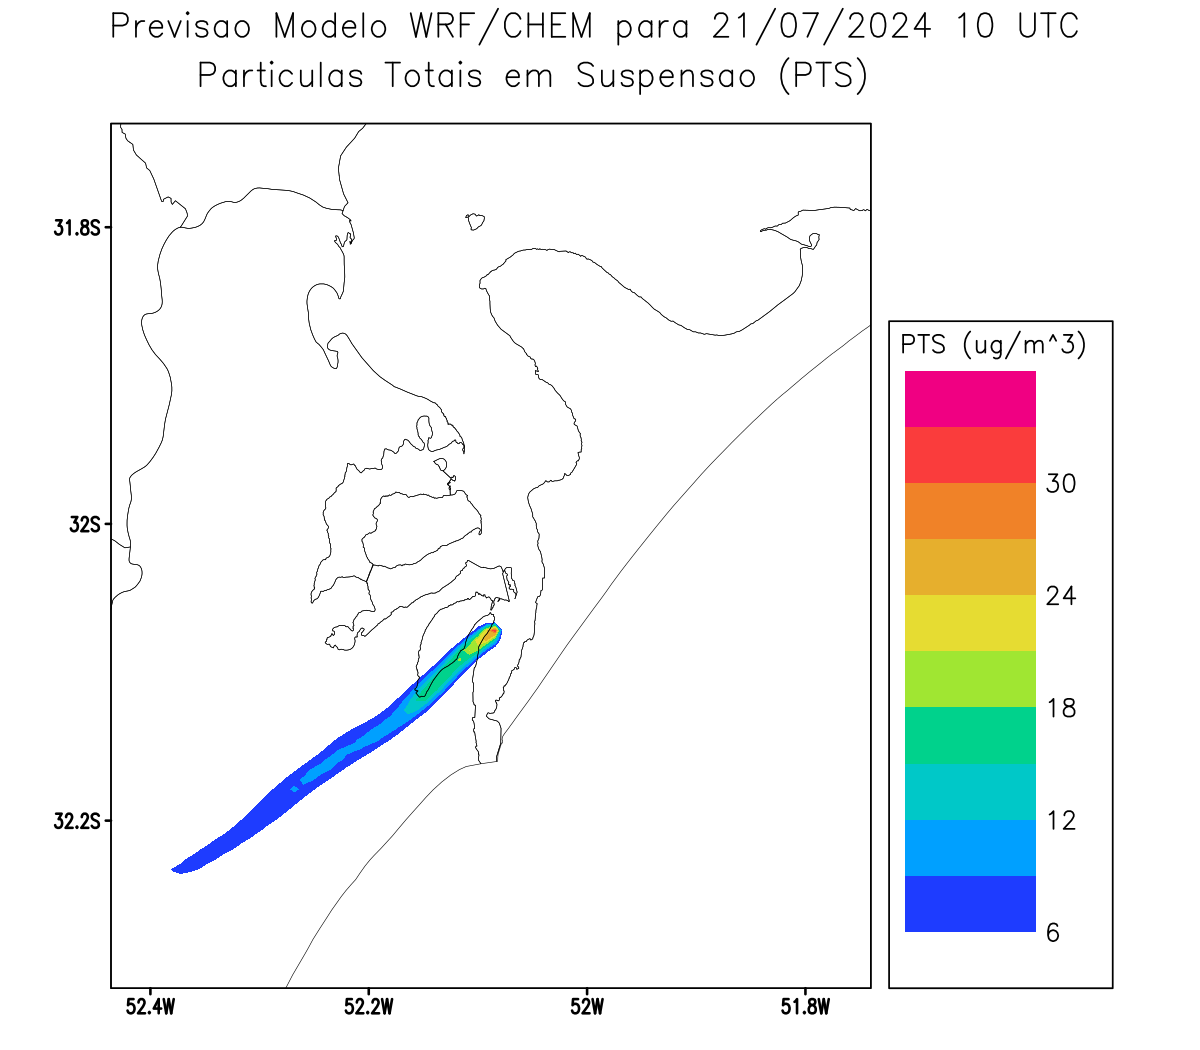 Previsao Modelo WRF/CHEM para 21/07/2024 10 UTC
Particulas Totais em Suspensao (PTS)
31.8S
32S
32.2S
52.4W
52.2W
52W
51.8W
PTS (ug/m^3)
30
24
18
12
6